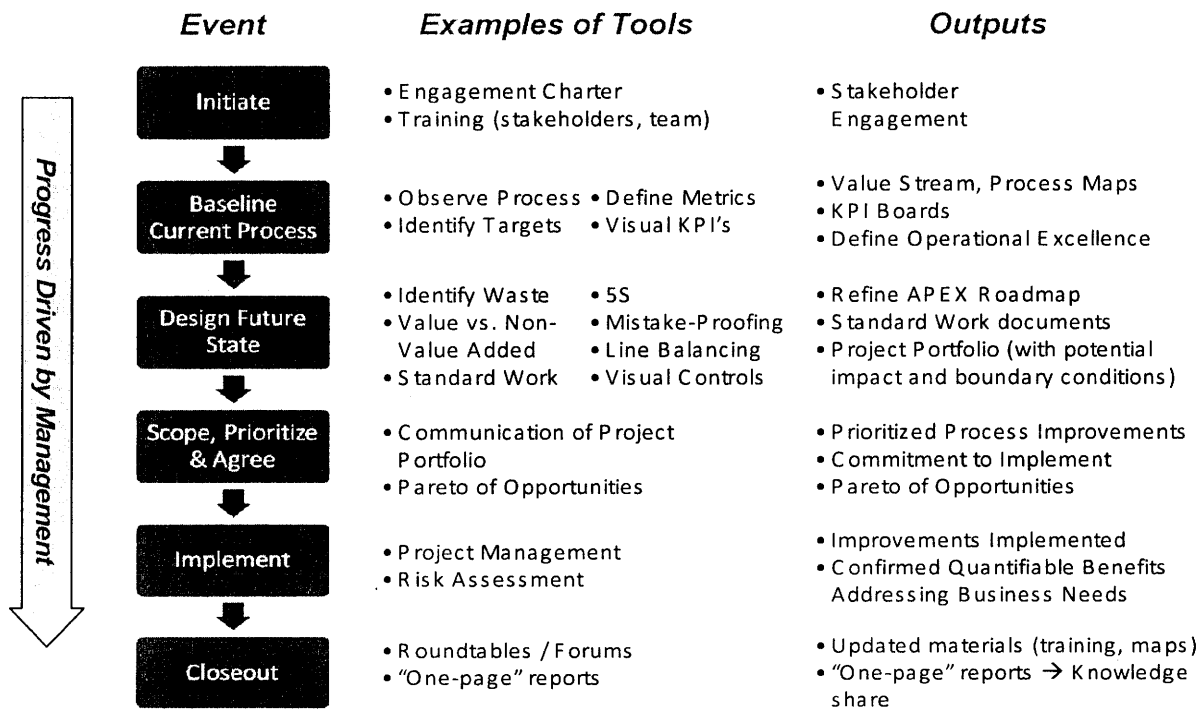 Event
Examples of Tools
Outputs
Progress Driven by Management
Initiate
• Engagement Charter
• Training (stakeholders, team)
• Stakeholder
Engagement
Baseline
Current Process
• Observe Process • Define Metrics
• Identify Targets • Visual KPI's
• Value Stream, Process Maps
• KPI Boards
• Define Operational Excellence
Design Future
State
• Identify Waste • 5S
• Value vs. Non- • Mistake-Proofing
Value Added • Line Balancing
• Standard Work • Visual Controls
• Refine APEX Roadmap
• Standard Work documents
• Project Portfolio (with potential
impact and boundary conditions)
Scope, Prioritize
& Agree
• Communication of Project
Portfolio
• Pareto of Opportunities
• Prioritized Process Improvements
• Commitment to Implement
• Pareto of Opportunities
Implement
• Project Management
• Risk Assessment
• Improvements Implemented
• Confirmed Quantifiable Benefits
Addressing Business Needs
Closeout
• Roundtables / Forums
• "One-page" reports
• Updated materials (training, maps)
• "One-page" reports → Knowledge
share